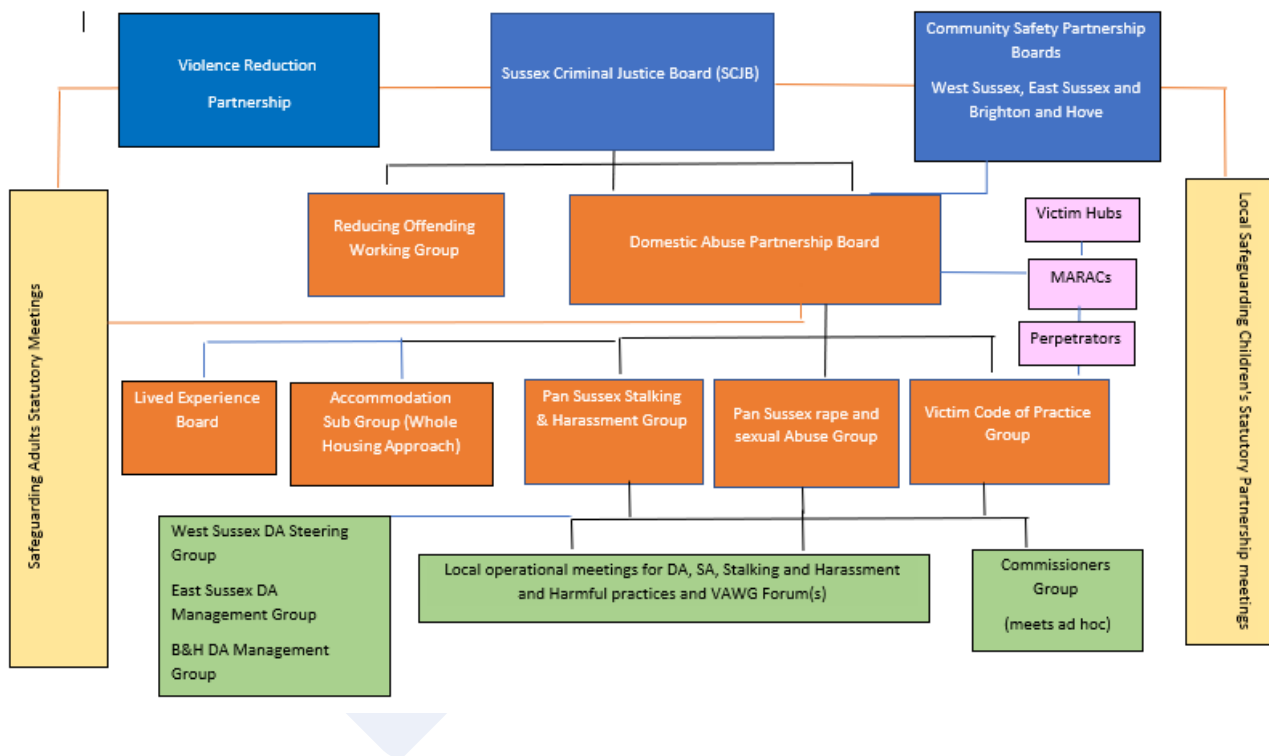 Violence Reduction
Partnership
Sussex Criminal Justice Board (SCJB)
Community Safety Partnership
Boards
West Sussex, East Sussex and
Brighton and Hove
Safeguarding Adults Statutory Meetings
Reducing Offending
Working Group
Domestic Abuse Partnership Board
Victim Hubs
MARACs
Perpetrators
Local Safeguarding Children's Statutory Partnership meetings
Lived Experience
Board
Accommodation
Sub Group (Whole
Housing Approach)
Pan Sussex Stalking
& Harassment Group
Pan Sussex rape and
sexual Abuse Group
Victim Code of Practice
Group
West Sussex DA Steering
Group
East Sussex DA
Management Group
B&H DA Management
Group
Local operational meetings for DA, SA, Stalking and Harassment
and Harmful practices and VAWG Forum(s)
Commissioners
Group
(meets ad hoc)